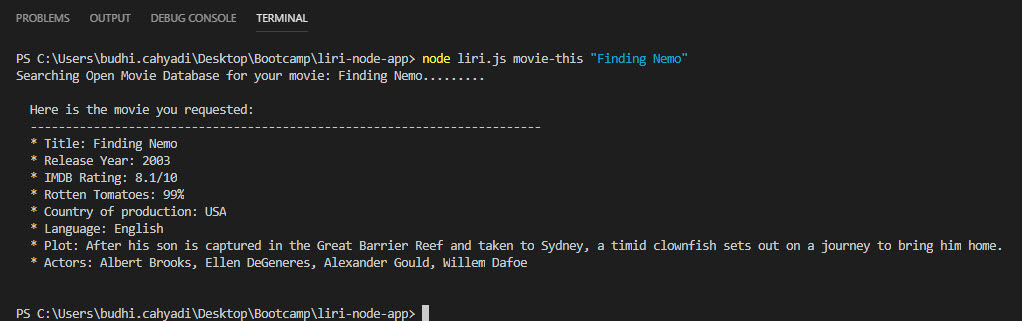 PROBLEMS OUTPUT DEBUG CONSOLE TERMINAL
PS C:\Users\budhi.cahyadi\Desktop\Bootcamp\liri-node-app> node liri.js movie-this "Finding Nemo"
Searching Open Movie Database for your movie: Finding Nemo.........
Here is the movie you requested:
-------------------------------------------------------------------------
* Title: Finding Nemo
* Release Year: 2003
* IMDB Rating: 8.1/10
* Rotten Tomatoes: 99%
* Country of production: USA
* Language: English
* Plot: After his son is captured in the Great Barrier Reef and taken to Sydney, a timid clownfish sets out on a journey to bring him home.
* Actors: Albert Brooks, Ellen DeGeneres, Alexander Gould, Willem Dafoe
PS C:\Users\budhi.cahyadi\Desktop\Bootcamp\liri-node-app>